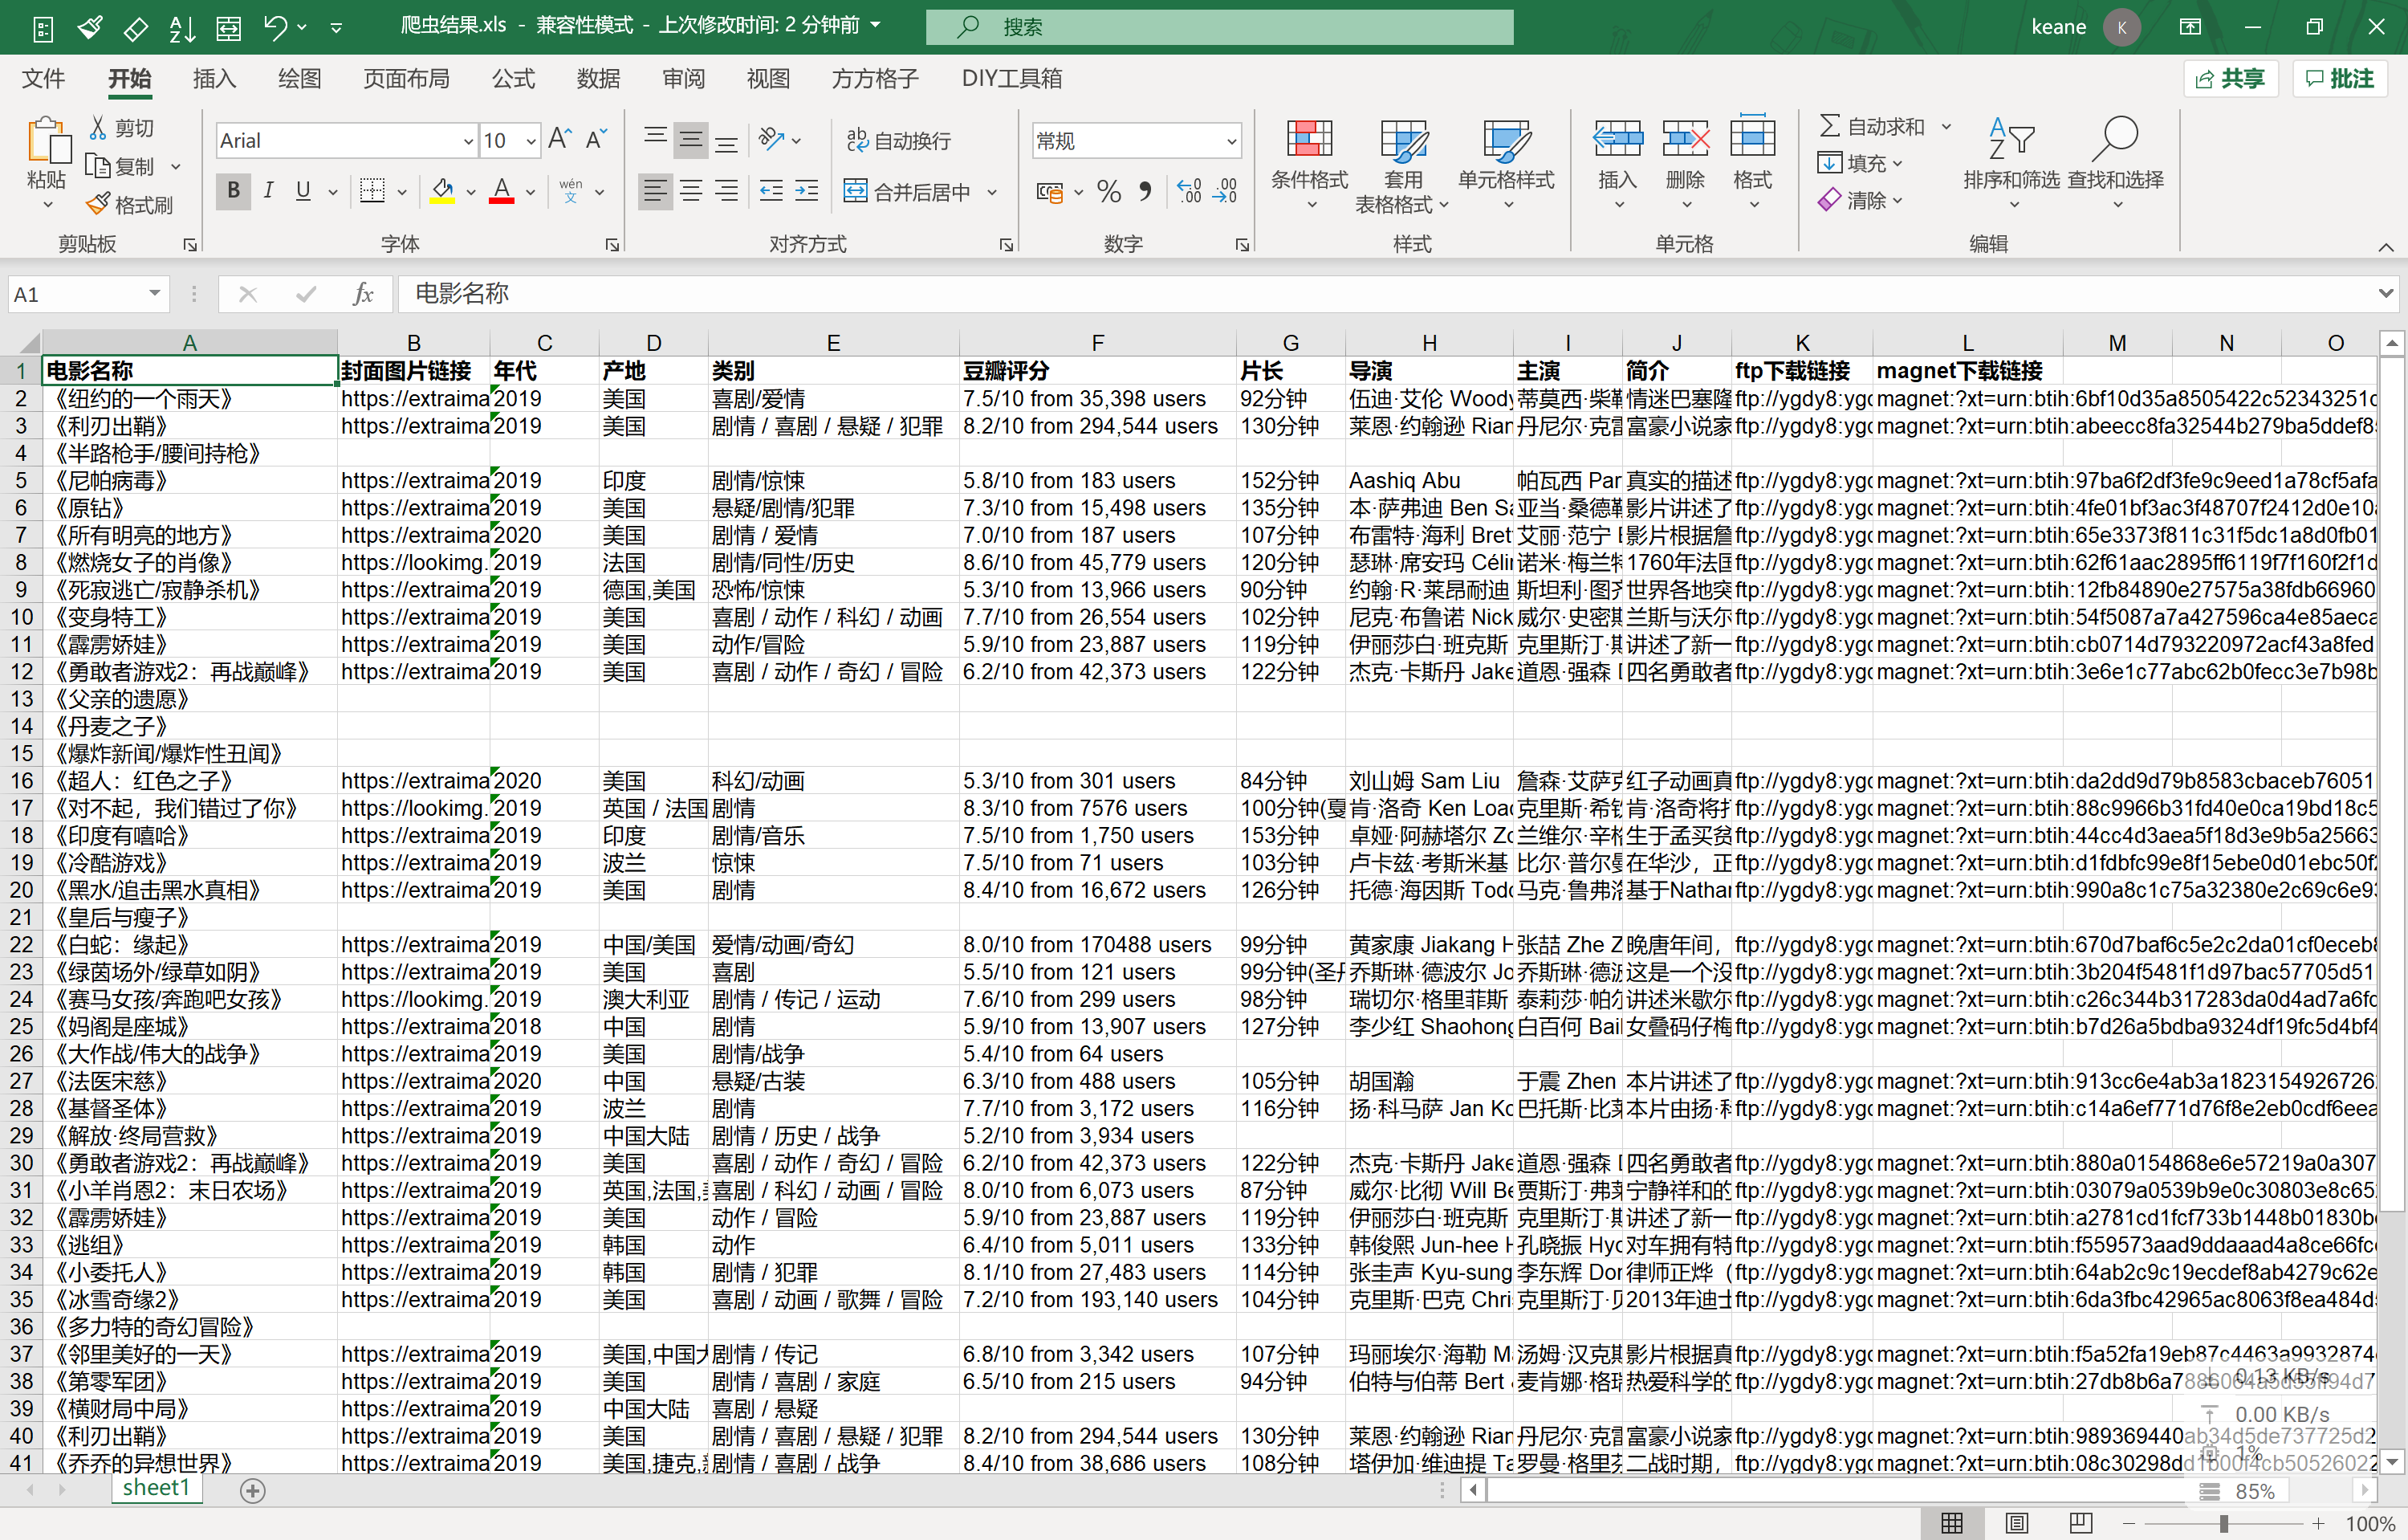 爬虫结果.xls - 兼容性模式 - 上次修改时间: 2 分钟前
搜索
keane K
文件 开始 插入 绘图 页面布局 公式 数据 审阅 视图 方方格子 DIY工具箱 共享 批注
粘贴 剪切 复制 格式刷 剪贴板
Arial 10 B I U wén 文 A 字体
自动换行 合并后居中 对齐方式
常规 % 数字
条件格式 套用表格格式 单元格样式 样式
插入 删除 格式 单元格
自动求和 填充 清除 排序和筛选 查找和选择 编辑
A1 fx 电影名称
A B C D E F G H I J K L M N O
1 电影名称 封面图片链接 年代 产地 类别 豆瓣评分 片长 导演 主演 简介 ftp下载链接 magnet下载链接
2 《纽约的一个雨天》 https://extraima 2019 美国 喜剧/爱情 7.5/10 from 35,398 users 92分钟 伍迪·艾伦 Woody 蒂莫西·柴 情迷巴塞隆 ftp://ygdy8:ygd magnet:?xt=urn:btih:6bf10d35a8505422c52343251c
3 《利刃出鞘》 https://extraima 2019 美国 剧情 / 喜剧 / 悬疑 / 犯罪 8.2/10 from 294,544 users 130分钟 莱恩·约翰逊 Rian 丹尼尔·克雷 富豪小说家 ftp://ygdy8:ygd magnet:?xt=urn:btih:abeecc8fa32544b279ba5ddef8
4 《半路枪手/腰间持枪》
5 《尼帕病毒》 https://extraima 2019 印度 剧情/惊悚 5.8/10 from 183 users 152分钟 Aashiq Abu 帕瓦西 Par 真实的描述 ftp://ygdy8:ygd magnet:?xt=urn:btih:97ba6f2df3fe9c9eed1a78cf5afa
6 《原钻》 https://extraima 2019 美国 悬疑/剧情/犯罪 7.3/10 from 15,498 users 135分钟 本·萨弗迪 Ben Sa 亚当·桑德勒 影片讲述了 ftp://ygdy8:ygd magnet:?xt=urn:btih:4fe01bf3ac3f48707f2412d0e10
7 《所有明亮的地方》 https://extraima 2020 美国 剧情 / 爱情 7.0/10 from 187 users 107分钟 布雷特·海利 Bret 艾丽·范宁 影片根据詹 ftp://ygdy8:ygd magnet:?xt=urn:btih:65e3373f811c31f5dc1a8d0fb01
8 《燃烧女子的肖像》 https://lookimg. 2019 法国 剧情/同性/历史 8.6/10 from 45,779 users 120分钟 瑟琳·席安玛 Célin 诺米·梅兰特 1760年法国 ftp://ygdy8:ygd magnet:?xt=urn:btih:62f61aac2895ff6119f7f160f2f1d
9 《死寂逃亡/寂静杀机》 https://extraima 2019 德国,美国 恐怖/惊悚 5.3/10 from 13,966 users 90分钟 约翰·R·莱昂耐迪 斯坦利·图齐 世界各地突 ftp://ygdy8:ygd magnet:?xt=urn:btih:12fb84890e27575a38fdb66960
10 《变身特工》 https://extraima 2019 美国 喜剧 / 动作 / 科幻 / 动画 7.7/10 from 26,554 users 102分钟 尼克·布鲁诺 Nick 威尔·史密斯 兰斯与沃尔 ftp://ygdy8:ygd magnet:?xt=urn:btih:54f5087a7a427596ca4e85aeca
11 《霹雳娇娃》 https://extraima 2019 美国 动作/冒险 5.9/10 from 23,887 users 119分钟 伊丽莎白·班克斯 克里斯汀·斯 讲述了新一 ftp://ygdy8:ygd magnet:?xt=urn:btih:cb0714d793220972acf43a8fed
12 《勇敢者游戏2：再战巅峰》 https://extraima 2019 美国 喜剧 / 动作 / 奇幻 / 冒险 6.2/10 from 42,373 users 122分钟 杰克·卡斯丹 Jake 道恩·强森 四名勇敢者 ftp://ygdy8:ygd magnet:?xt=urn:btih:3e6e1c77abc62b0fecc3e7b98b
13 《父亲的遗愿》
14 《丹麦之子》
15 《爆炸新闻/爆炸性丑闻》
16 《超人：红色之子》 https://extraima 2020 美国 科幻/动画 5.3/10 from 301 users 84分钟 刘山姆 Sam Liu 詹森·艾萨克 红子动画真 ftp://ygdy8:ygd magnet:?xt=urn:btih:da2dd9d79b8583cbaceb76051
17 《对不起，我们错过了你》 https://lookimg. 2019 英国 / 法国 剧情 8.3/10 from 7576 users 100分钟(夏 肯·洛奇 Ken Loac 克里斯·希钦 肯·洛奇将打 ftp://ygdy8:ygd magnet:?xt=urn:btih:88c9966b31fd40e0ca19bd18c5
18 《印度有嘻哈》 https://extraima 2019 印度 剧情/音乐 7.5/10 from 1,750 users 153分钟 卓娅·阿赫塔尔 Zo 兰维尔·辛格 生于孟买贫 ftp://ygdy8:ygd magnet:?xt=urn:btih:44cc4d3aea5f18d3e9b5a25663
19 《冷酷游戏》 https://extraima 2019 波兰 惊悚 7.5/10 from 71 users 103分钟 卢卡兹·考斯米基 比尔·普尔曼 在华沙，正 ftp://ygdy8:ygd magnet:?xt=urn:btih:d1fdbfc99e8f15ebe0d01ebc50f
20 《黑水/追击黑水真相》 https://extraima 2019 美国 剧情 8.4/10 from 16,672 users 126分钟 托德·海因斯 Todd 马克·鲁弗洛 基于Nathan ftp://ygdy8:ygd magnet:?xt=urn:btih:990a8c1c75a32380e2c69c6e9
21 《皇后与瘦子》
22 《白蛇：缘起》 https://extraima 2019 中国/美国 爱情/动画/奇幻 8.0/10 from 170488 users 99分钟 黄家康 Jiakang H 张喆 Zhe Z 晚唐年间， ftp://ygdy8:ygd magnet:?xt=urn:btih:670d7baf6c5e2c2da01cf0eceb
23 《绿茵场外/绿草如阴》 https://extraima 2019 美国 喜剧 5.5/10 from 121 users 99分钟(圣丹 乔斯琳·德波尔 Jo 乔斯琳·德波 这是一个没 ftp://ygdy8:ygd magnet:?xt=urn:btih:3b204f5481f1d97bac57705d51
24 《赛马女孩/奔跑吧女孩》 https://lookimg. 2019 澳大利亚 剧情 / 传记 / 运动 7.6/10 from 299 users 98分钟 瑞切尔·格里菲斯 泰莉莎·帕尔 讲述米歇尔 ftp://ygdy8:ygd magnet:?xt=urn:btih:c26c344b317283da0d4ad7a6fc
25 《妈阁是座城》 https://extraima 2018 中国 剧情 5.9/10 from 13,907 users 127分钟 李少红 Shaohong 白百何 Bai 女叠码仔梅 ftp://ygdy8:ygd magnet:?xt=urn:btih:b7d26a5bdba9324df19fc5d4bf4
26 《大作战/伟大的战争》 https://extraima 2019 美国 剧情/战争 5.4/10 from 64 users
27 《法医宋慈》 https://extraima 2020 中国 悬疑/古装 6.3/10 from 488 users 105分钟 胡国瀚 于震 Zhen 本片讲述了 ftp://ygdy8:ygd magnet:?xt=urn:btih:913cc6e4ab3a1823154926726
28 《基督圣体》 https://extraima 2019 波兰 剧情 7.7/10 from 3,172 users 116分钟 扬·科马萨 Jan Ko 巴托斯·比莱 本片由扬·科 ftp://ygdy8:ygd magnet:?xt=urn:btih:c14a6ef771d76f8e2eb0cdf6eea
29 《解放·终局营救》 https://extraima 2019 中国大陆 剧情 / 历史 / 战争 5.2/10 from 3,934 users
30 《勇敢者游戏2：再战巅峰》 https://extraima 2019 美国 喜剧 / 动作 / 奇幻 / 冒险 6.2/10 from 42,373 users 122分钟 杰克·卡斯丹 Jake 道恩·强森 四名勇敢者 ftp://ygdy8:ygd magnet:?xt=urn:btih:880a0154868e6e57219a0a307
31 《小羊肖恩2：末日农场》 https://extraima 2019 英国,法国, 喜剧 / 科幻 / 动画 / 冒险 8.0/10 from 6,073 users 87分钟 威尔·比彻 Will Be 贾斯汀·弗莱 宁静祥和的 ftp://ygdy8:ygd magnet:?xt=urn:btih:03079a0539b9e0c30803e8c65
32 《霹雳娇娃》 https://extraima 2019 美国 动作 / 冒险 5.9/10 from 23,887 users 119分钟 伊丽莎白·班克斯 克里斯汀·斯 讲述了新一 ftp://ygdy8:ygd magnet:?xt=urn:btih:a2781cd1fcf733b1448b01830b
33 《逃组》 https://extraima 2019 韩国 动作 6.4/10 from 5,011 users 133分钟 韩俊熙 Jun-hee H 孔晓振 Hyo 对车拥有特 ftp://ygdy8:ygd magnet:?xt=urn:btih:f559573aad9ddaaad4a8ce66fc
34 《小委托人》 https://extraima 2019 韩国 剧情 / 犯罪 8.1/10 from 27,483 users 114分钟 张圭声 Kyu-sung 李东辉 Don 律师正烨（ ftp://ygdy8:ygd magnet:?xt=urn:btih:64ab2c9c19ecdef8ab4279c62e
35 《冰雪奇缘2》 https://extraima 2019 美国 喜剧 / 动画 / 歌舞 / 冒险 7.2/10 from 193,140 users 104分钟 克里斯·巴克 Chri 克里斯汀·贝 2013年迪士 ftp://ygdy8:ygd magnet:?xt=urn:btih:6da3fbc42965ac8063f8ea484d
36 《多力特的奇幻冒险》
37 《邻里美好的一天》 https://extraima 2019 美国,中国大 剧情 / 传记 6.8/10 from 3,342 users 107分钟 玛丽埃尔·海勒 M 汤姆·汉克斯 影片根据真 ftp://ygdy8:ygd magnet:?xt=urn:btih:f5a52fa19eb87c4463a9932874
38 《第零军团》 https://extraima 2019 美国 剧情 / 喜剧 / 家庭 6.5/10 from 215 users 94分钟 伯特与伯蒂 Bert 麦肯娜·格瑞 热爱科学的 ftp://ygdy8:ygd magnet:?xt=urn:btih:27db8b6a7
0.13 KB/s
39 《横财局中局》 https://extraima 2019 中国大陆 喜剧 / 悬疑
0.00 KB/s
40 《利刃出鞘》 https://extraima 2019 美国 剧情 / 喜剧 / 悬疑 / 犯罪 8.2/10 from 294,544 users 130分钟 莱恩·约翰逊 Rian 丹尼尔·克雷 富豪小说家 ftp://ygdy8:ygd magnet:?xt=urn:btih:989369440ab34d5de737725d2
1%
41 《乔乔的异想世界》 https://extraima 2019 美国,捷克, 剧情 / 喜剧 / 战争 8.4/10 from 38,686 users 108分钟 塔伊加·维迪提 Ta 罗曼·格里芬 二战时期， ftp://ygdy8:ygd magnet:?xt=urn:btih:08c30298dd1b00f4cb50526022
sheet1
85%
100%